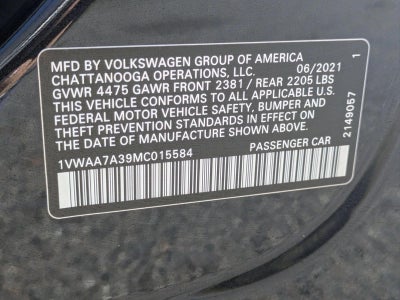 MFD BY VOLKSWAGEN GROUP OF AMERICA
CHATTANOOGA OPERATIONS, LLC. 06/2021 1
GVWR 4475 GAWR FRONT 2381 / REAR 2205 LBS
THIS VEHICLE CONFORMS TO ALL APPLICABLE U.S.
FEDERAL MOTOR VEHICLE SAFETY, BUMPER AND
THEFT PREVENTION STANDARDS IN EFFECT ON
THE DATE OF MANUFACTURE SHOWN ABOVE.
1VWAA7A39MC015584 PASSENGER CAR
2149057